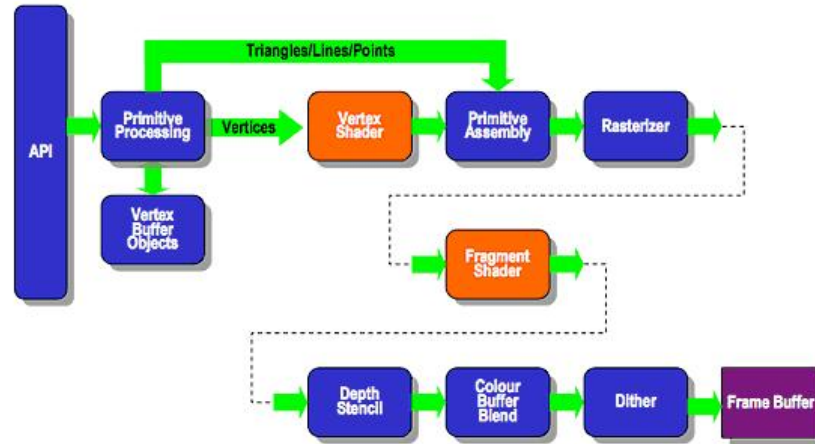 Triangles/Lines/Points
API
Primitive
Processing
Vertices
Vertex
Shader
Primitive
Assembly
Rasterizer
Vertex
Buffer
Objects
Fragment
Shader
Depth
Stencil
Colour
Buffer
Blend
Dither
Frame Buffer